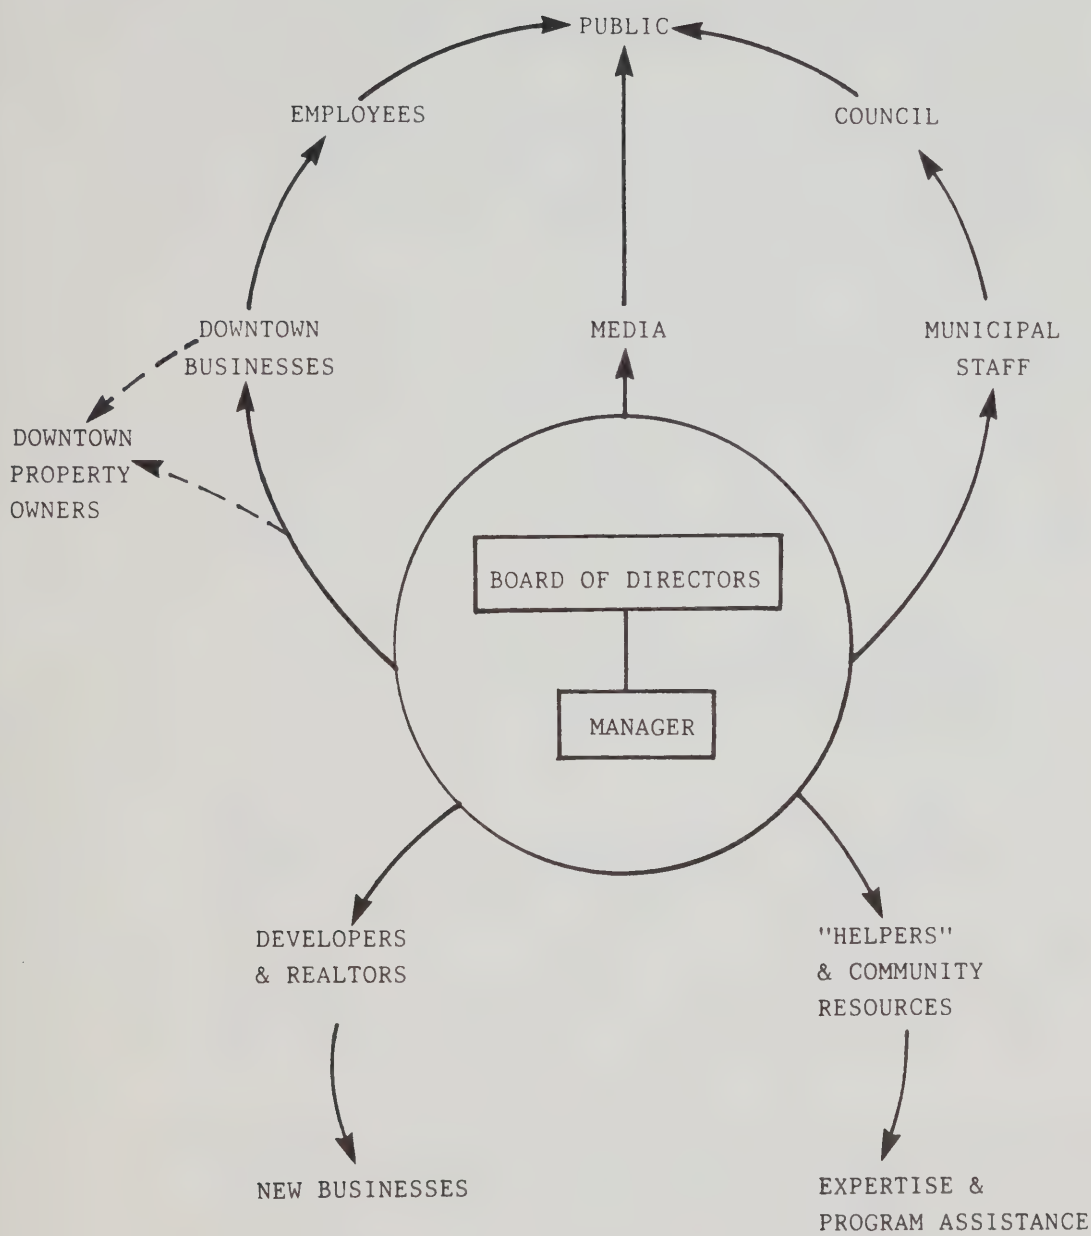 PUBLIC
EMPLOYEES
COUNCIL
DOWNTOWN
BUSINESSES
MEDIA
MUNICIPAL
STAFF
DOWNTOWN
PROPERTY
OWNERS
BOARD OF DIRECTORS
MANAGER
DEVELOPERS
& REALTORS
"HELPERS"
& COMMUNITY
RESOURCES
NEW BUSINESSES
EXPERTISE &
PROGRAM ASSISTANCE